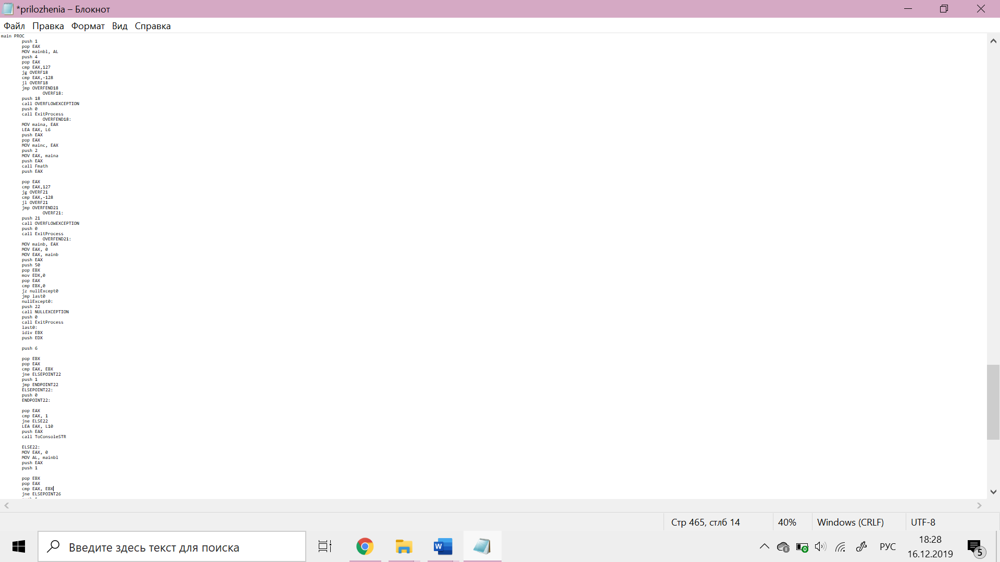 *prilozhenia – Блокнот
Файл Правка Формат Вид Справка
main PROC
push 1
pop EAX
MOV mainbl, AL
push 4
pop EAX
cmp EAX,127
jg OVERF18
cmp EAX,-128
jl OVERF18
jmp OVERFEND18
OVERF18:
push 18
call OVERFLOWEXCEPTION
push 0
call ExitProcess
OVERFEND18:
MOV maina, EAX
LEA EAX, L6
push EAX
pop EAX
MOV mainc, EAX
push 2
MOV EAX, maina
push EAX
call Fmath
push EAX
pop EAX
cmp EAX,127
jg OVERF21
cmp EAX,-128
jl OVERF21
jmp OVERFEND21
OVERF21:
push 21
call OVERFLOWEXCEPTION
push 0
call ExitProcess
OVERFEND21:
MOV mainb, EAX
MOV EAX, 0
MOV EAX, mainb
push EAX
push 50
pop EBX
mov EDX,0
pop EAX
cmp EBX,0
jz nullExcept0
jmp last0
nullExcept0:
push 22
call NULLEXCEPTION
push 0
call ExitProcess
last0:
idiv EBX
push EDX
push 6
pop EBX
pop EAX
cmp EAX, EBX
jne ELSEPOINT22
push 1
jmp ENDPOINT22
ELSEPOINT22:
push 0
ENDPOINT22:
pop EAX
cmp EAX, 1
jne ELSE22
LEA EAX, L10
push EAX
call ToConsoleSTR
ELSE22:
MOV EAX, 0
MOV AL, mainbl
push EAX
push 1
pop EBX
pop EAX
cmp EAX, EBX
jne ELSEPOINT26
Стр 465, стлб 14 40% Windows (CRLF) UTF-8
Введите здесь текст для поиска
РУС
18:28
16.12.2019
5